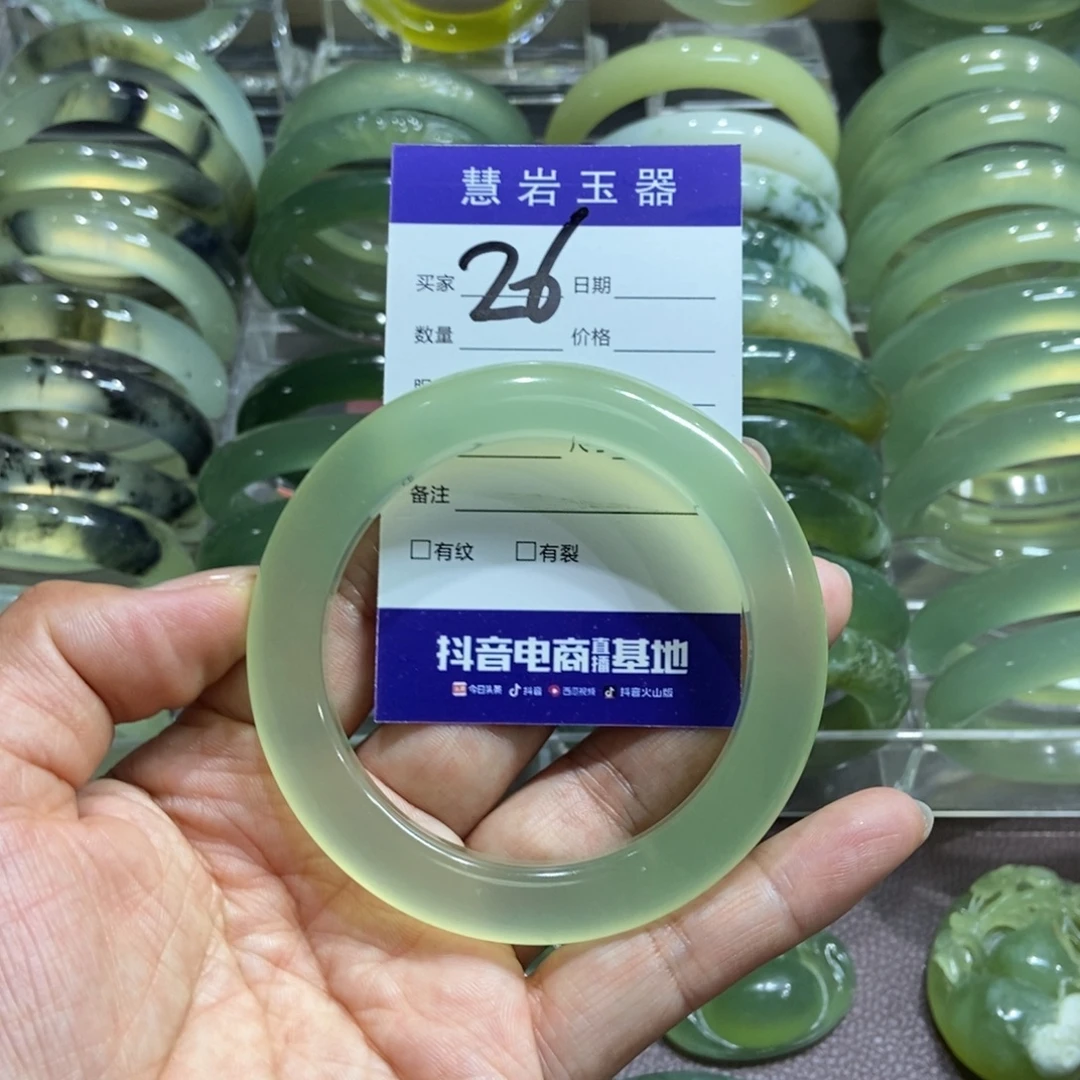 慧岩玉器
买家 26 日期
数量 价格
备注
□有纹 □有裂
抖音电商直播基地
今日头条 抖音 西瓜视频 抖音火山版